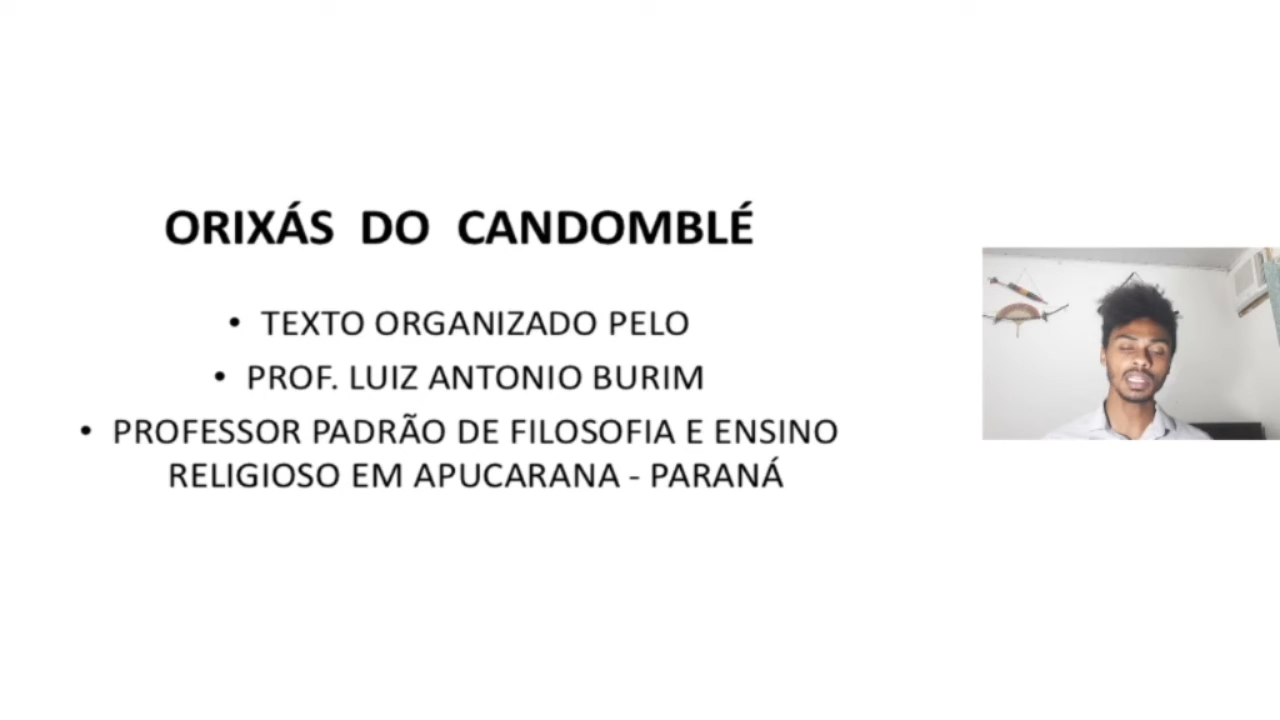 ORIXÁS DO CANDOMBLÉ
• TEXTO ORGANIZADO PELO
• PROF. LUIZ ANTONIO BURIM
• PROFESSOR PADRÃO DE FILOSOFIA E ENSINO
RELIGIOSO EM APUCARANA - PARANÁ